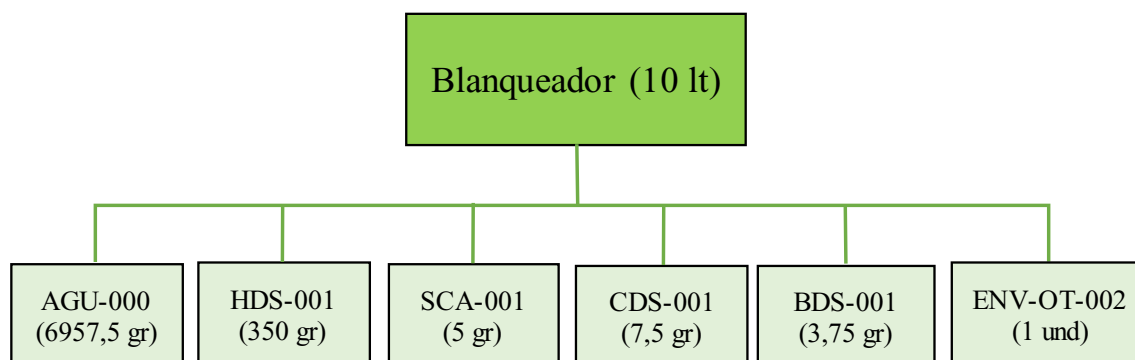 Blanqueador (10 lt)
AGU-000
(6957,5 gr)
HDS-001
(350 gr)
SCA-001
(5 gr)
CDS-001
(7,5 gr)
BDS-001
(3,75 gr)
ENV-OT-002
(1 und)